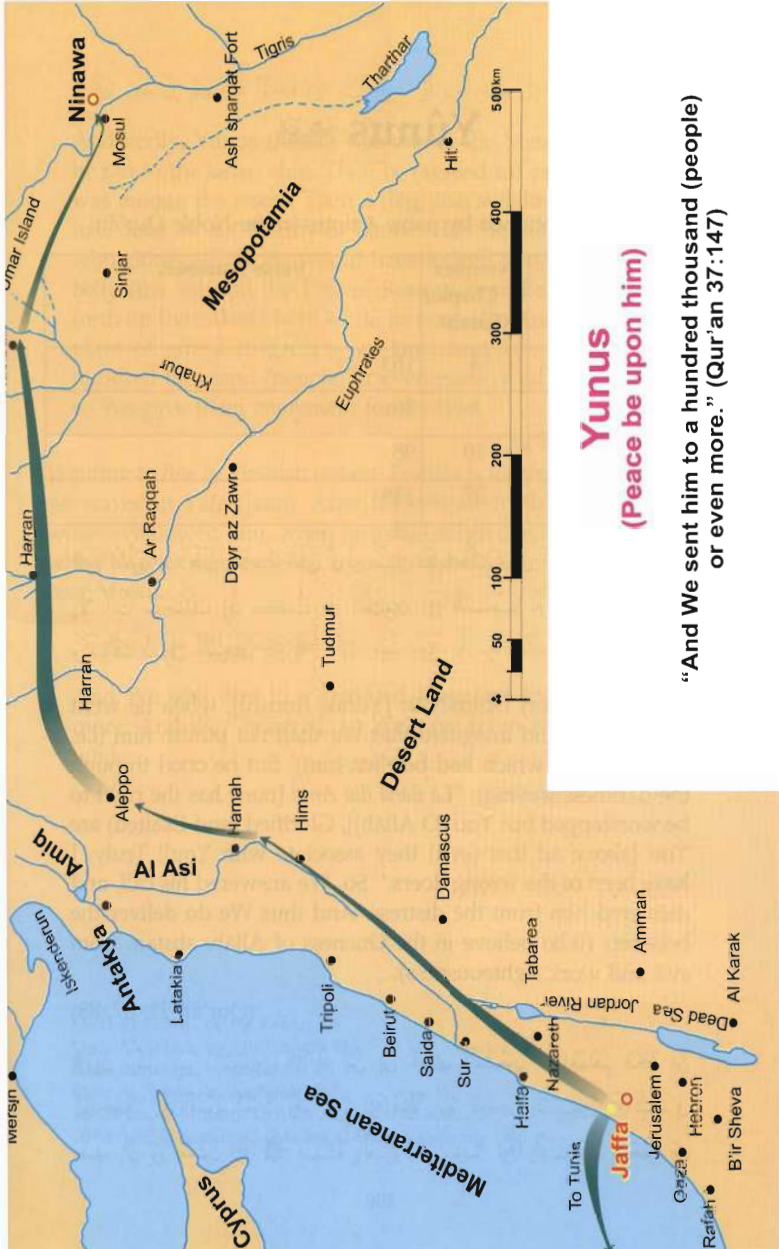 Mersin
Iskenderun
Antakya
Amiq
Cyprus
Latakia
Al Asi
Hamah
Hims
Aleppo
Harran
Harran
Omar Island
Ninawa
Mosul
Tigris
Ash sharqat Fort
Tharthar
Sinjar
Mesopotamia
Khabur
Euphrates
Hit
Ar Raqqah
Dayr az Zawr
Tudmur
Desert Land
Tripoli
Beirut
Saida
Sur
Damascus
Mediterranean Sea
Haifa
Nazareth
Tabarea
Jordan River
Amman
To Tunis
Jaffa
Jerusalem
Dead Sea
Al Karak
Gaza
Hebron
B'ir Sheva
Rafah
50
100
200
300
400
500 km
Yunus
(Peace be upon him)
"And We sent him to a hundred thousand (people)
or even more." (Qur'an 37:147)